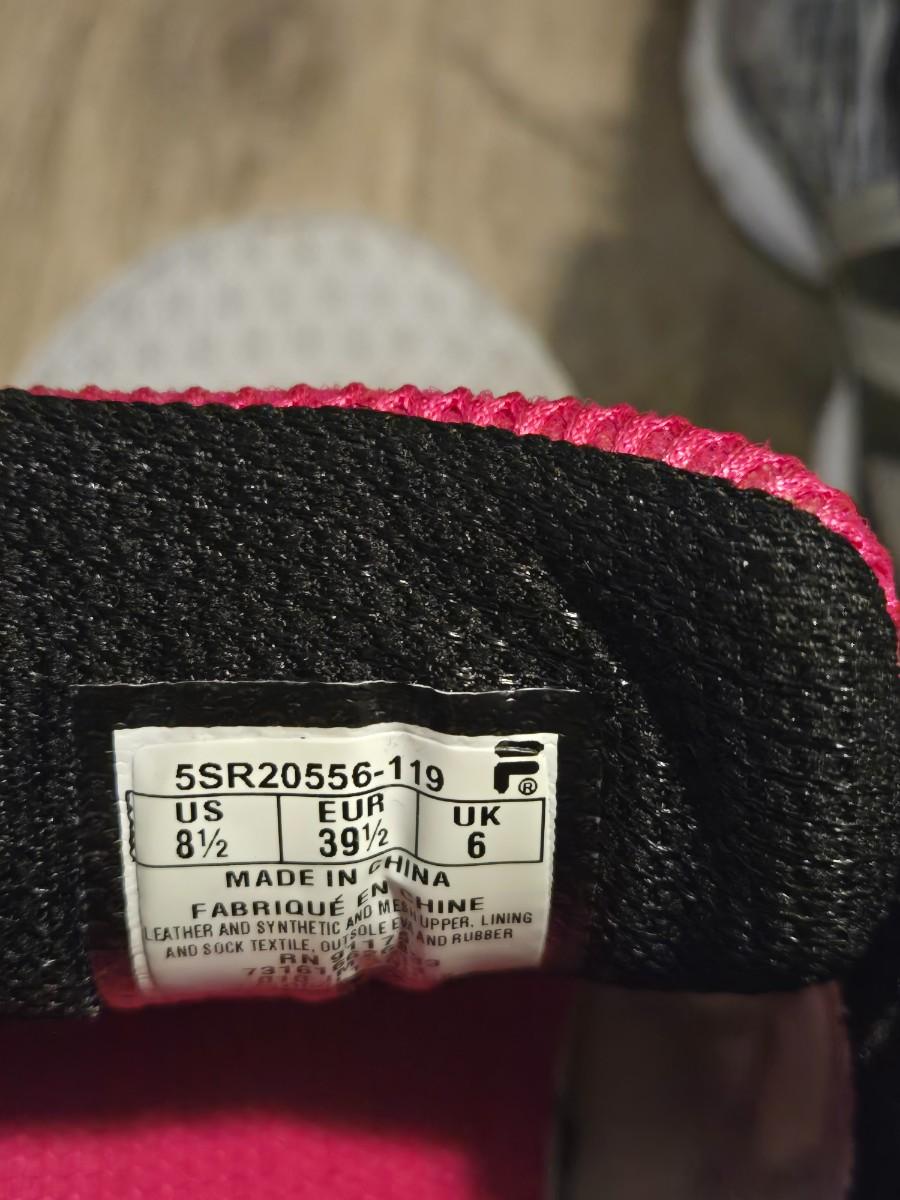 5SR20556-119
®
US EUR UK
8½ 39½ 6
MADE IN CHINA
FABRIQUÉ EN CHINE
LEATHER AND SYNTHETIC AND MESH UPPER, LINING
AND SOCK TEXTILE, OUTSOLE EVA AND RUBBER
RN